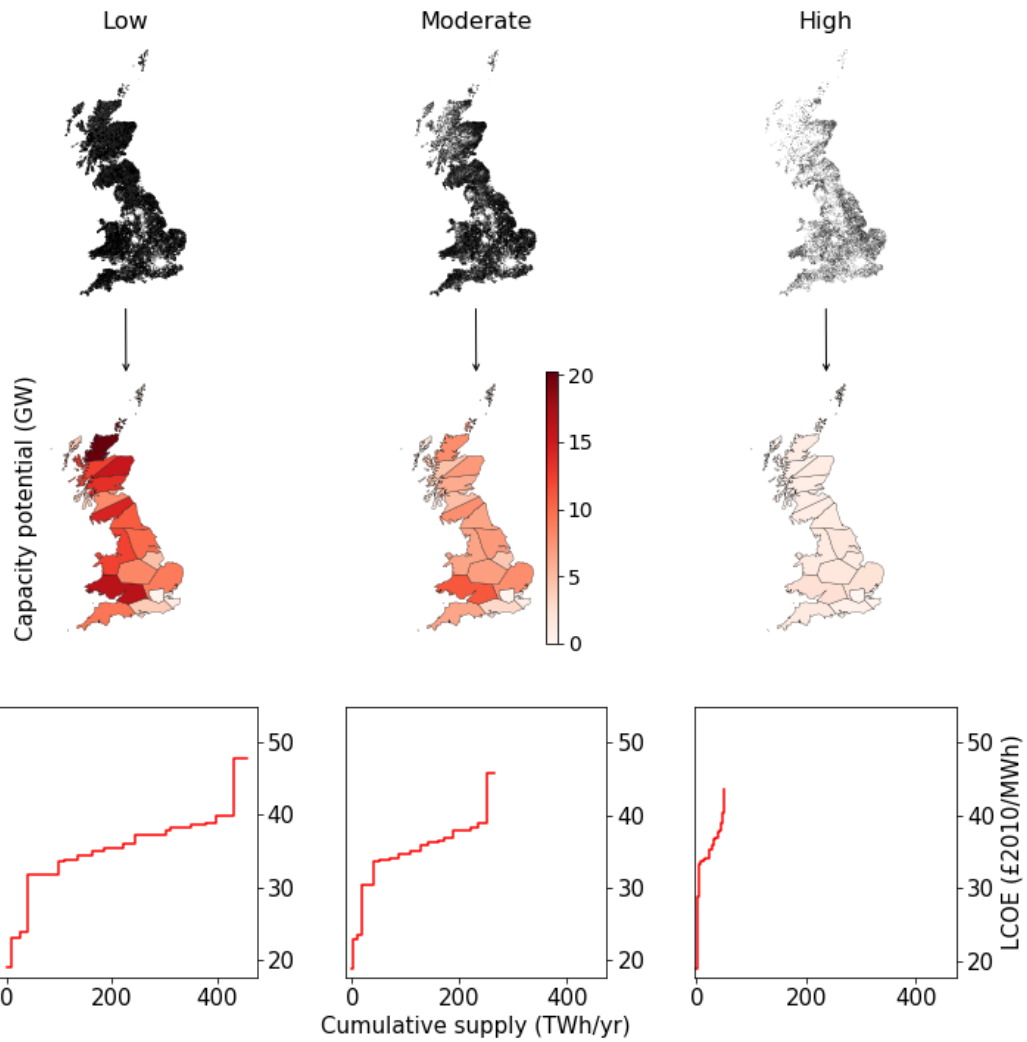 Low Moderate High
Capacity potential (GW)
20
15
10
5
0
50 50 50
40 40 40
30 30 30
20 20 20
LCOE (£2010/MWh)
0 200 400 0 200 400 0 200 400
Cumulative supply (TWh/yr)